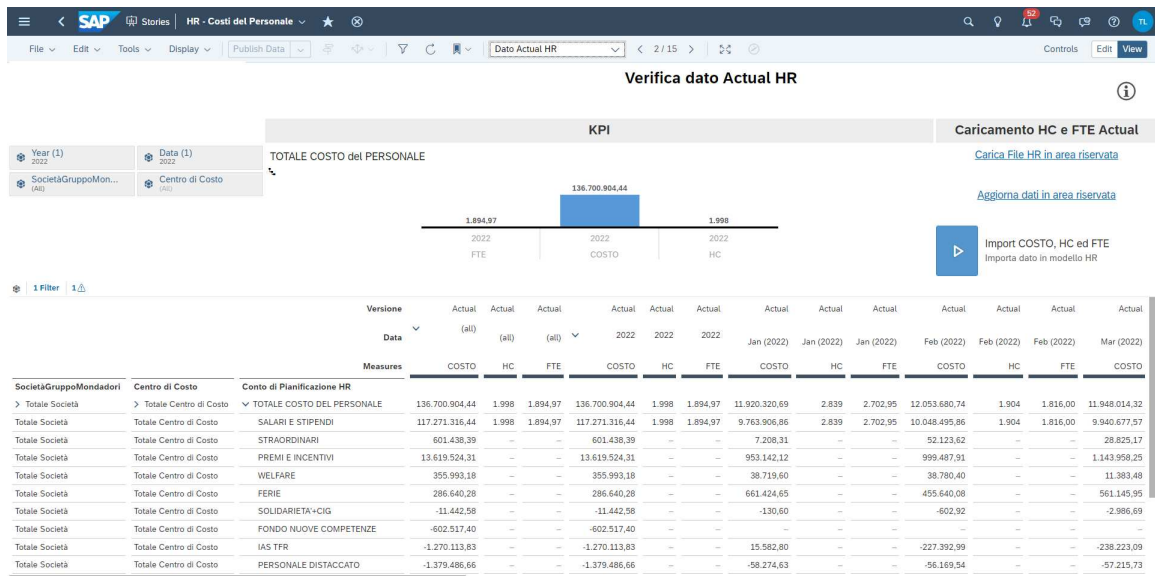 SAP Stories HR - Costi del Personale 52 TL
File Edit Tools Display Publish Data Dato Actual HR 2 / 15 Controls Edit View
Verifica dato Actual HR
KPI Caricamento HC e FTE Actual
Year (1) Data (1) TOTALE COSTO del PERSONALE Carica File HR in area riservata
2022 2022
SocietàGruppoMon... Centro di Costo
(All) (All)
136.700.904,44 Aggiorna dati in area riservata
1.894,97 1.998
2022 2022 2022 Import COSTO, HC ed FTE
FTE COSTO HC Importa dato in modello HR
1 Filter 1
Versione Actual Actual Actual Actual Actual Actual Actual Actual Actual Actual Actual Actual Actual
Data (all) (all) (all) 2022 2022 2022 Jan (2022) Jan (2022) Jan (2022) Feb (2022) Feb (2022) Feb (2022) Mar (2022)
Measures COSTO HC FTE COSTO HC FTE COSTO HC FTE COSTO HC FTE COSTO
SocietàGruppoMondadori Centro di Costo Conto di Pianificazione HR
Totale Società Totale Centro di Costo TOTALE COSTO DEL PERSONALE 136.700.904,44 1.998 1.894,97 136.700.904,44 1.998 1.894,97 11.920.320,69 2.839 2.702,95 12.053.680,74 1.904 1.816,00 11.948.014,32
Totale Società Totale Centro di Costo SALARI E STIPENDI 117.271.316,44 1.998 1.894,97 117.271.316,44 1.998 1.894,97 9.763.906,86 2.839 2.702,95 10.048.495,86 1.904 1.816,00 9.940.677,57
Totale Società Totale Centro di Costo STRAORDINARI 601.438,39 – – 601.438,39 – – 7.208,31 – – 52.123,62 – – 28.825,17
Totale Società Totale Centro di Costo PREMI E INCENTIVI 13.619.524,31 – – 13.619.524,31 – – 953.142,12 – – 999.487,91 – – 1.143.958,25
Totale Società Totale Centro di Costo WELFARE 355.993,18 – – 355.993,18 – – 38.719,60 – – 38.780,40 – – 11.383,48
Totale Società Totale Centro di Costo FERIE 286.640,28 – – 286.640,28 – – 661.424,65 – – 455.640,08 – – 561.145,95
Totale Società Totale Centro di Costo SOLIDARIETA'+CIG -11.442,58 – – -11.442,58 – – -130,60 – – -602,92 – – -2.986,69
Totale Società Totale Centro di Costo FONDO NUOVE COMPETENZE -602.517,40 – – -602.517,40 – – – – – – – – –
Totale Società Totale Centro di Costo IAS TFR -1.270.113,83 – – -1.270.113,83 – – 15.582,80 – – -227.392,99 – – -238.223,09
Totale Società Totale Centro di Costo PERSONALE DISTACCATO -1.379.486,66 – – -1.379.486,66 – – -58.274,63 – – -56.169,54 – – -57.215,73